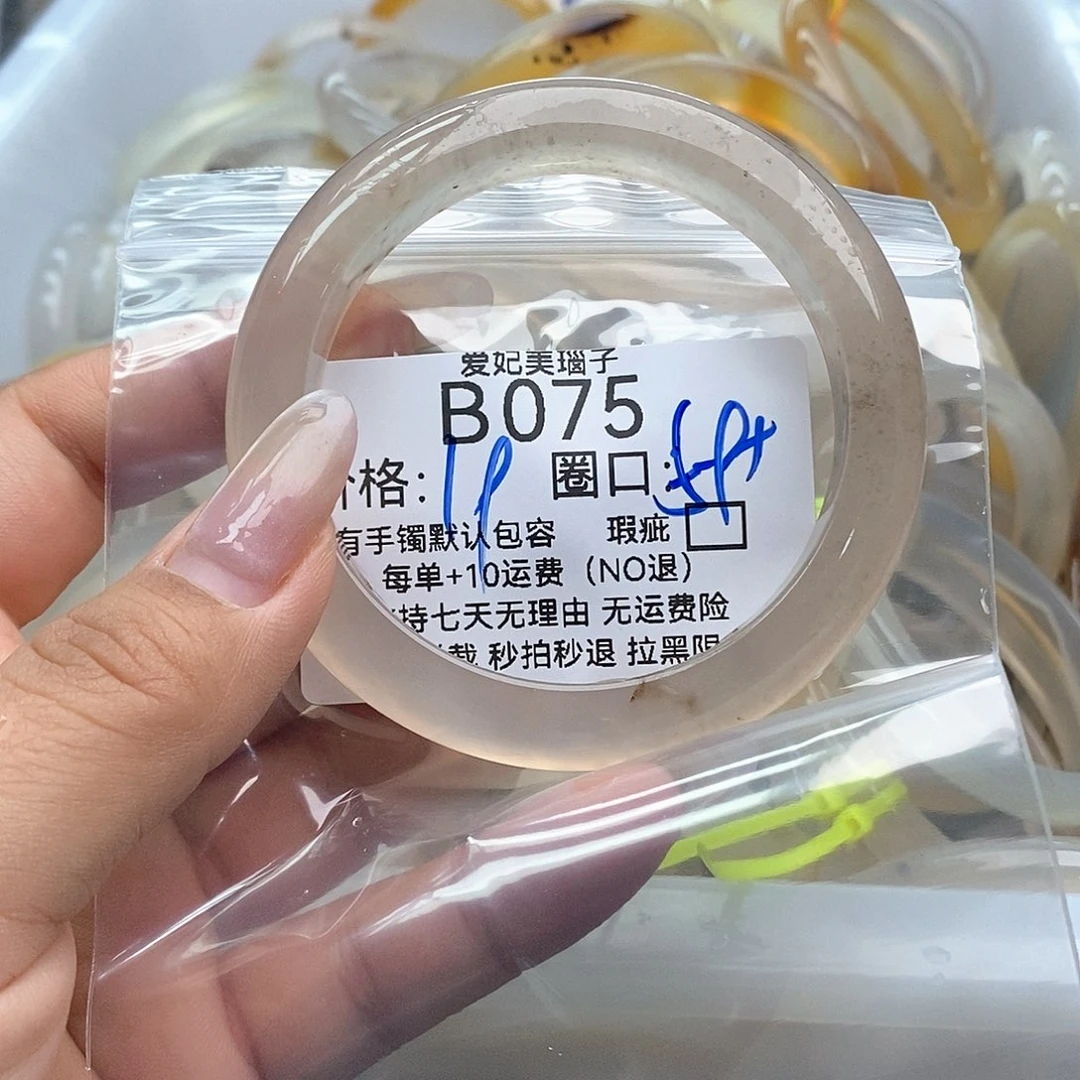 爱妃美瑙子
B075
格: 圈口:
有手镯默认包容 瑕疵
每单+10运费（NO退）
持七天无理由 无运费险
裁 秒拍秒退 拉黑限